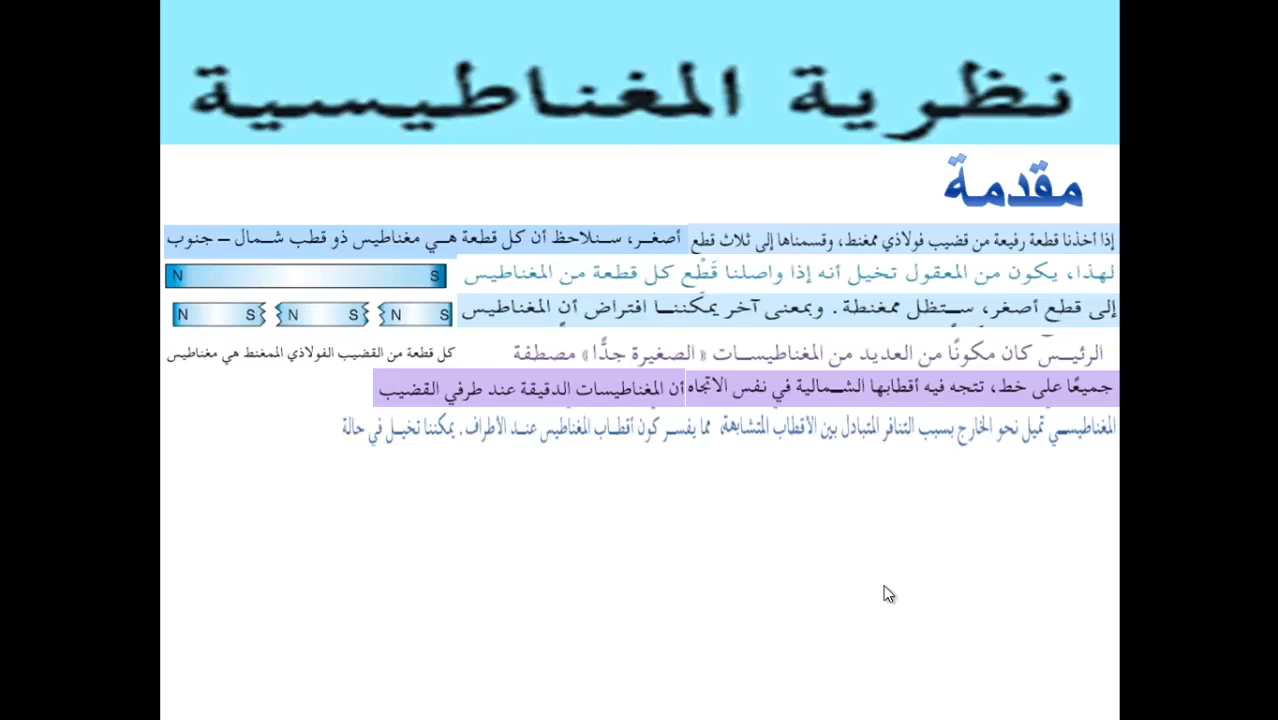 نظرية المغناطيسية
مقدمة
إذا أخذنا قطعة رفيعة من قضيب فولاذي ممغنط، وقسمناها إلى ثلاث قطع أصغر، سنلاحظ أن كل قطعة هي مغناطيس ذو قطب شمال – جنوب
لهذا، يكون من المعقول تخيل أنه إذا واصلنا قَطْع كل قطعة من المغناطيس
N S
إلى قطع أصغر، ستظل ممغنطة. وبمعنى آخر يمكننا افتراض أن المغناطيس
N S N S N S
الرئيس كان مكونًا من العديد من المغناطيسات «الصغيرة جدًّا» مصطفة
كل قطعة من القضيب الفولاذي الممغنط هي مغناطيس
جميعًا على خط، تتجه فيه أقطابها الشمالية في نفس الاتجاه أن المغناطيسات الدقيقة عند طرفي القضيب
المغناطيسي تميل نحو الخارج بسبب التنافر المتبادل بين الأقطاب المتشابهة، مما يفسر كون أقطاب المغناطيس عند الأطراف. يمكننا تخيل في حالة